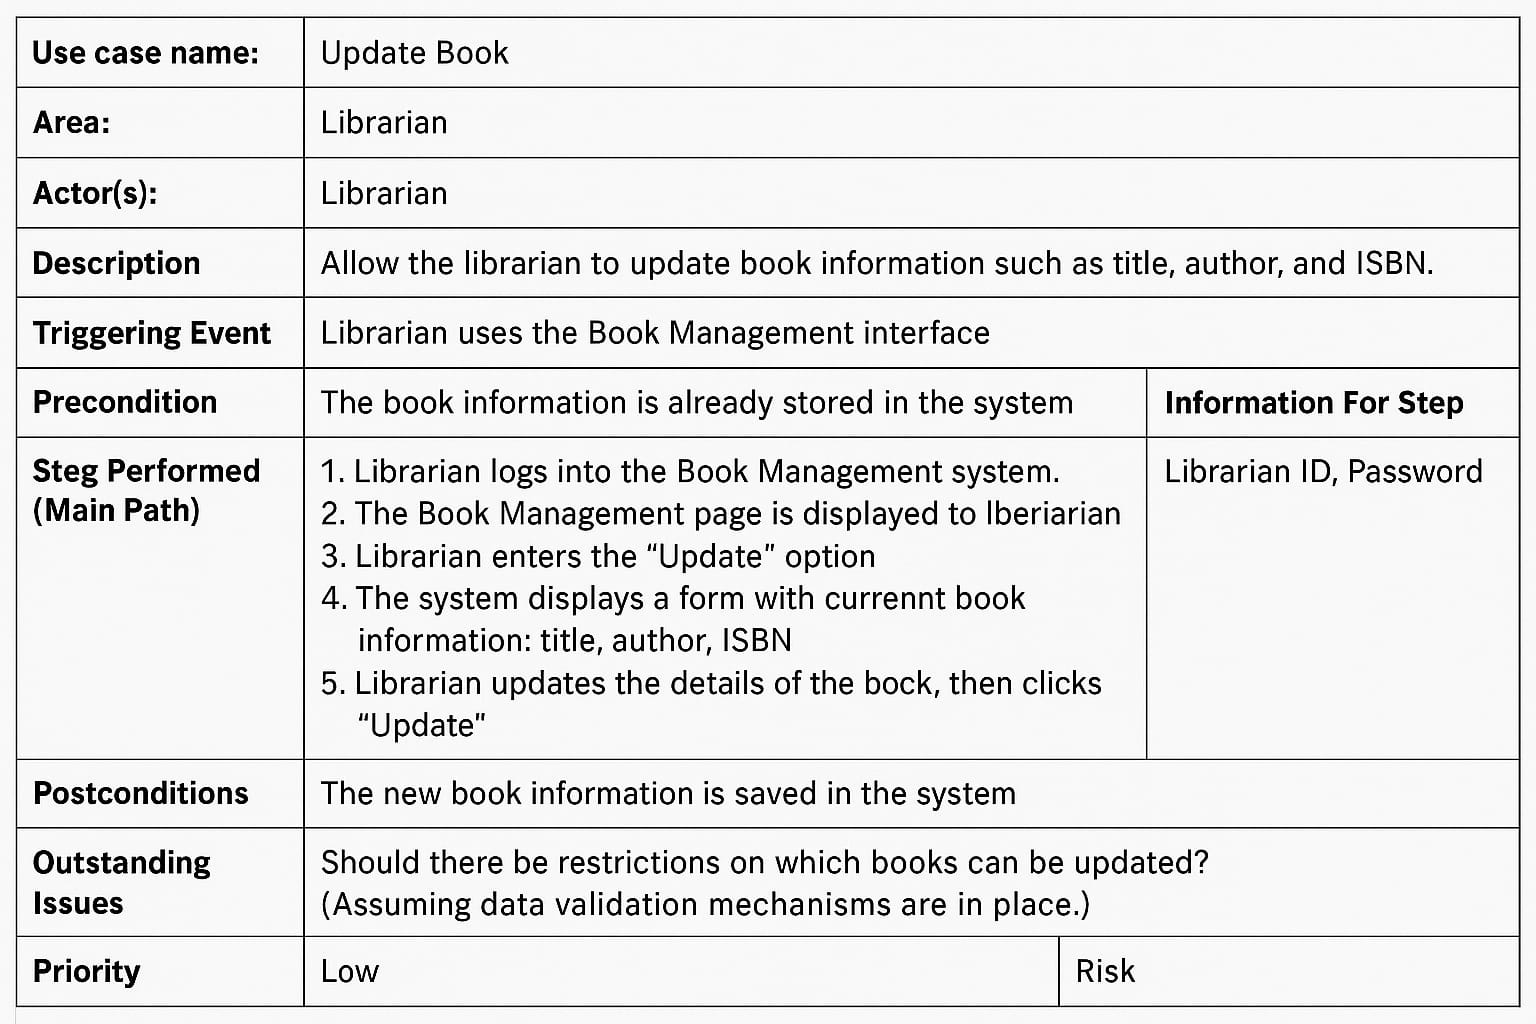 Use case name: Update Book
Area: Librarian
Actor(s): Librarian
Description Allow the librarian to update book information such as title, author, and ISBN.
Triggering Event Librarian uses the Book Management interface
Precondition The book information is already stored in the system Information For Step
Steg Performed
(Main Path)
1. Librarian logs into the Book Management system.
2. The Book Management page is displayed to Iberiarian
3. Librarian enters the “Update” option
4. The system displays a form with currennt book
information: title, author, ISBN
5. Librarian updates the details of the bock, then clicks
“Update”
Librarian ID, Password
Postconditions The new book information is saved in the system
Outstanding
Issues
Should there be restrictions on which books can be updated?
(Assuming data validation mechanisms are in place.)
Priority Low Risk